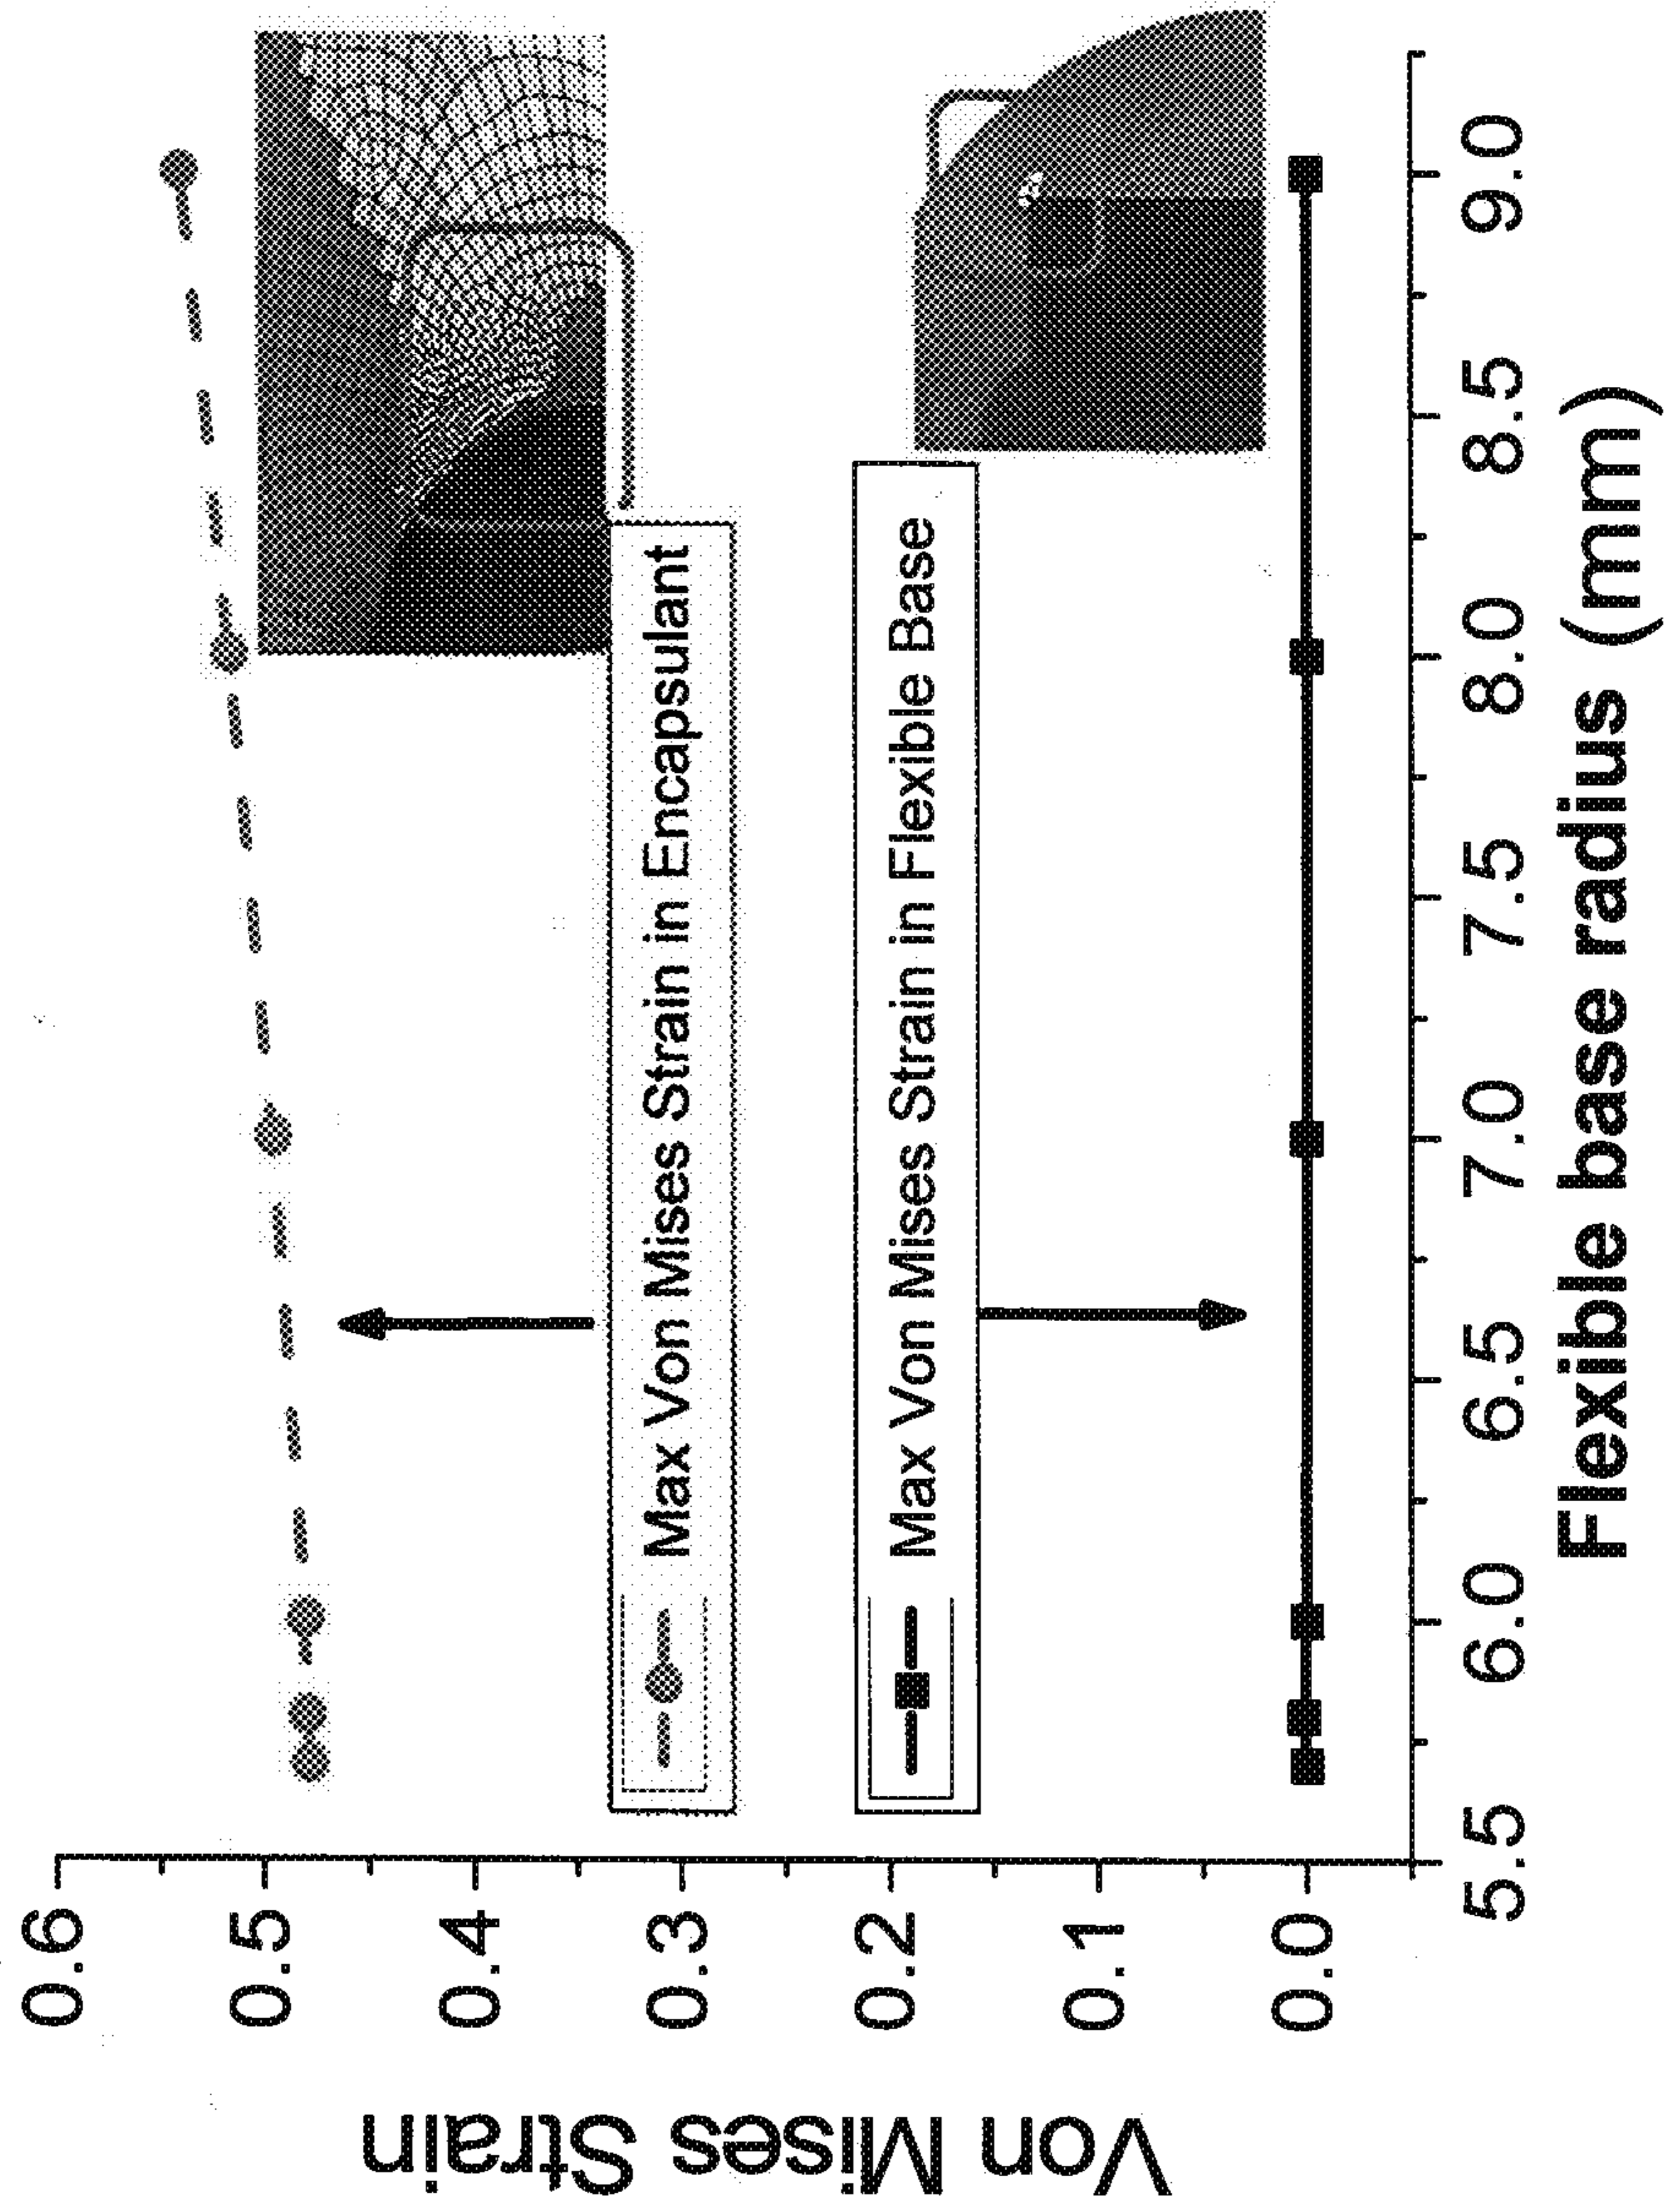 Von Mises Strain
0.6
0.5
0.4
0.3
0.2
0.1
0.0
Max Von Mises Strain in Encapsulant
Max Von Mises Strain in Flexible Base
5.5 6.0 6.5 7.0 7.5 8.0 8.5 9.0
Flexible base radius (mm)